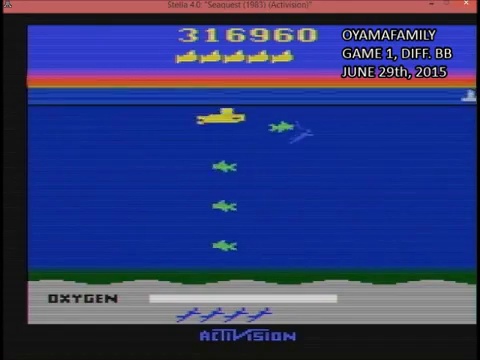 Stella 4.0: "Seaquest (1983) (Activision)"
316960
OYAMAFAMILY
GAME 1, DIFF. BB
JUNE 29th, 2015
OXYGEN
ACTIVISION